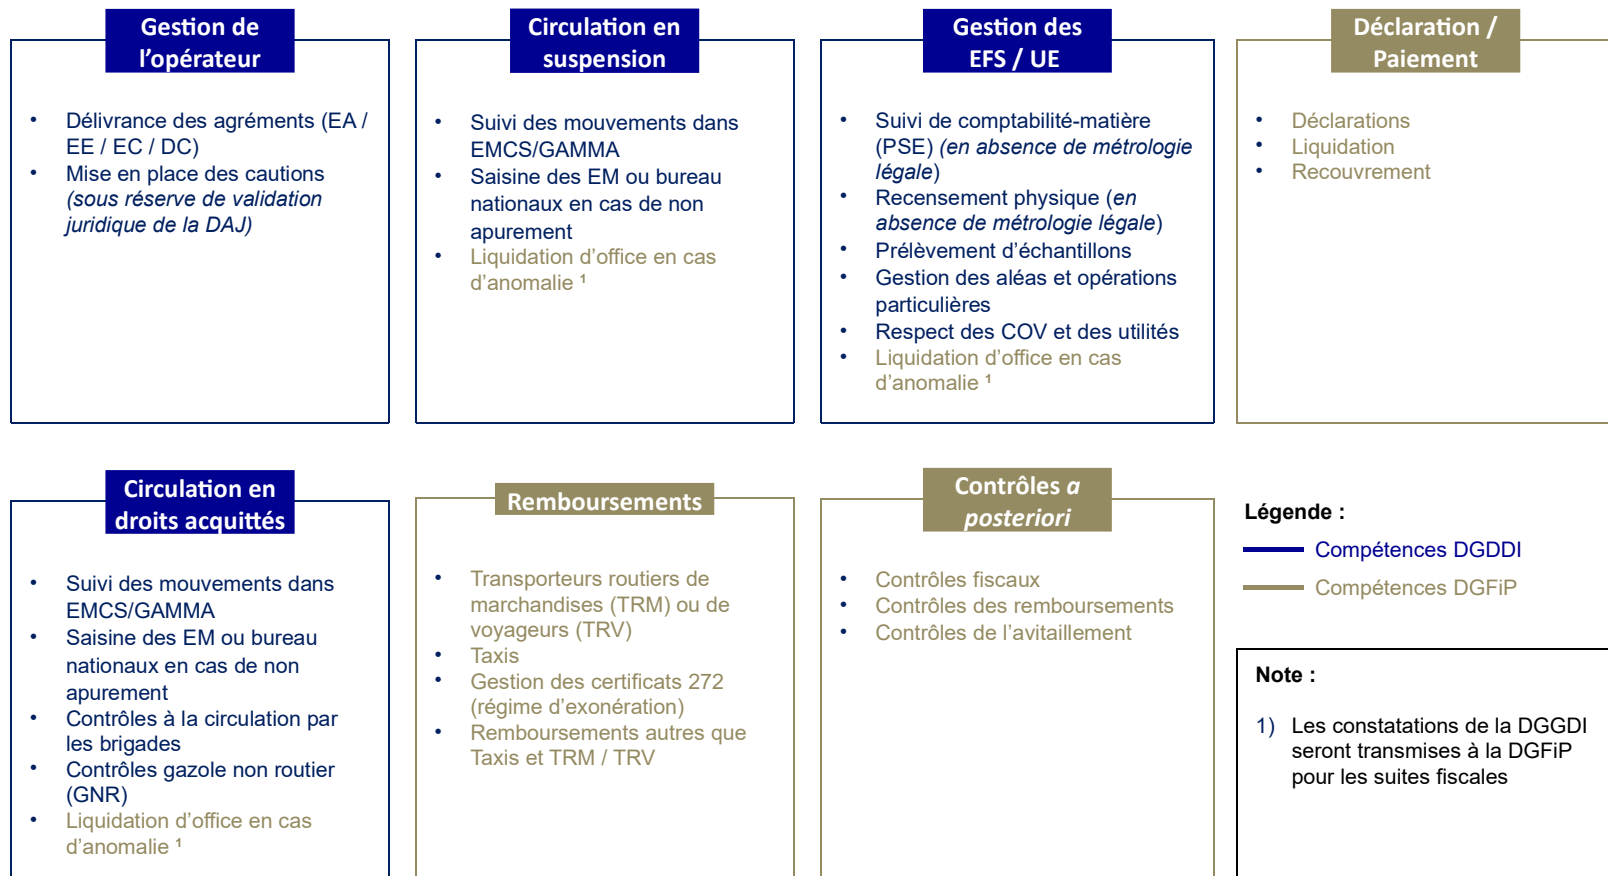 Gestion de
l'opérateur
• Délivrance des agréments (EA /
EE / EC / DC)
• Mise en place des cautions
(sous réserve de validation
juridique de la DAJ)
Circulation en
suspension
• Suivi des mouvements dans
EMCS/GAMMA
• Saisine des EM ou bureau
nationaux en cas de non
apurement
• Liquidation d'office en cas
d'anomalie ¹
Gestion des
EFS / UE
• Suivi de comptabilité-matière
(PSE) (en absence de métrologie
légale)
• Recensement physique (en
absence de métrologie légale)
• Prélèvement d'échantillons
• Gestion des aléas et opérations
particulières
• Respect des COV et des utilités
• Liquidation d'office en cas
d'anomalie ¹
Déclaration /
Paiement
• Déclarations
• Liquidation
• Recouvrement
Circulation en
droits acquittés
• Suivi des mouvements dans
EMCS/GAMMA
• Saisine des EM ou bureau
nationaux en cas de non
apurement
• Contrôles à la circulation par
les brigades
• Contrôles gazole non routier
(GNR)
• Liquidation d'office en cas
d'anomalie ¹
Remboursements
• Transporteurs routiers de
marchandises (TRM) ou de
voyageurs (TRV)
• Taxis
• Gestion des certificats 272
(régime d'exonération)
• Remboursements autres que
Taxis et TRM / TRV
Contrôles a
posteriori
• Contrôles fiscaux
• Contrôles des remboursements
• Contrôles de l'avitaillement
Légende :
Compétences DGDDI
Compétences DGFiP
Note :
1) Les constatations de la DGGDI
seront transmises à la DGFiP
pour les suites fiscales